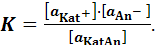 K = [a_Kat⁺]·[a_An⁻] / [a_KatAn].